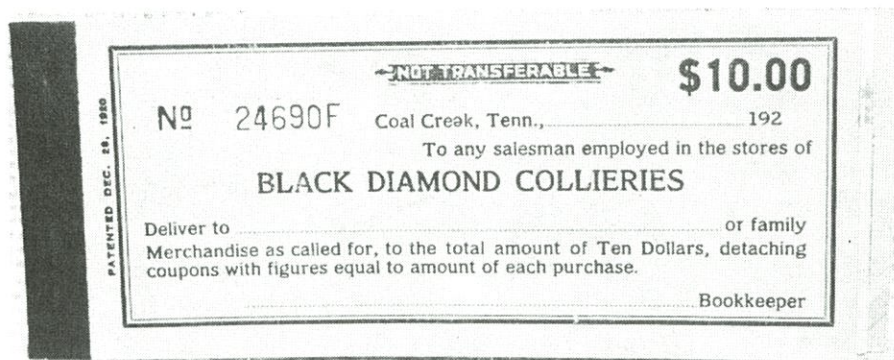 NOT TRANSFERABLE
$10.00
Nº 24690F
Coal Creek, Tenn., 192
To any salesman employed in the stores of
BLACK DIAMOND COLLIERIES
Deliver to or family
Merchandise as called for, to the total amount of Ten Dollars, detaching
coupons with figures equal to amount of each purchase.
Bookkeeper
PATENTED DEC. 28, 1920